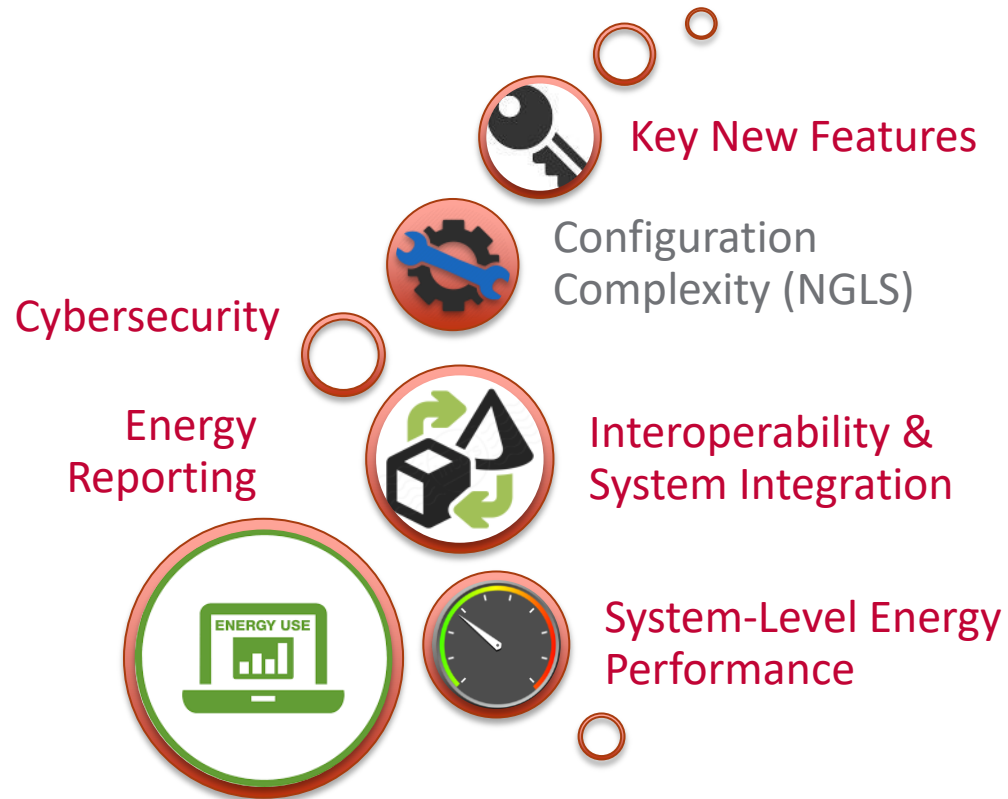 Key New Features
Configuration
Complexity (NGLS)
Cybersecurity
Energy
Reporting
Interoperability &
System Integration
ENERGY USE
System-Level Energy
Performance